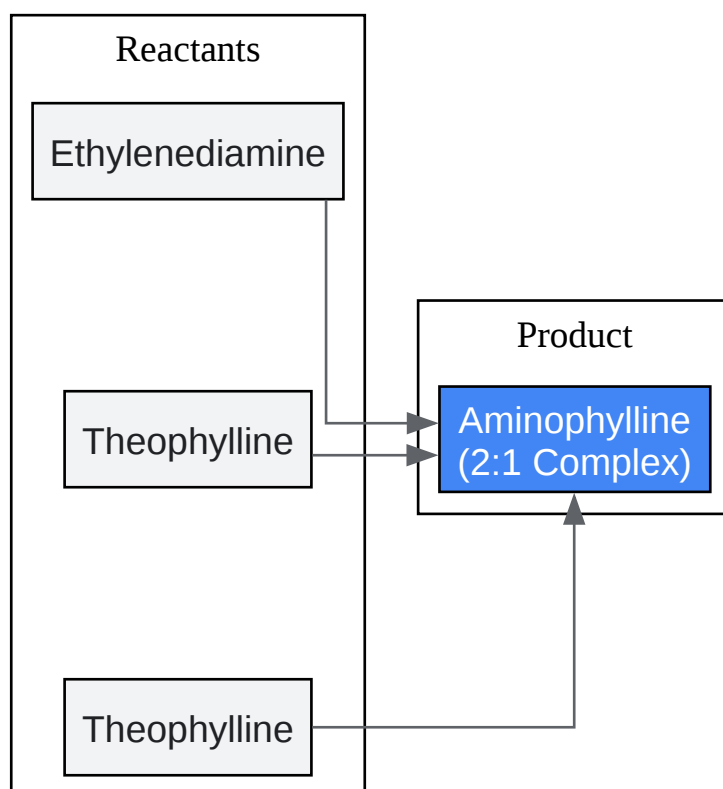 Reactants
Ethylenediamine
Theophylline
Theophylline
Product
Aminophylline
(2:1 Complex)